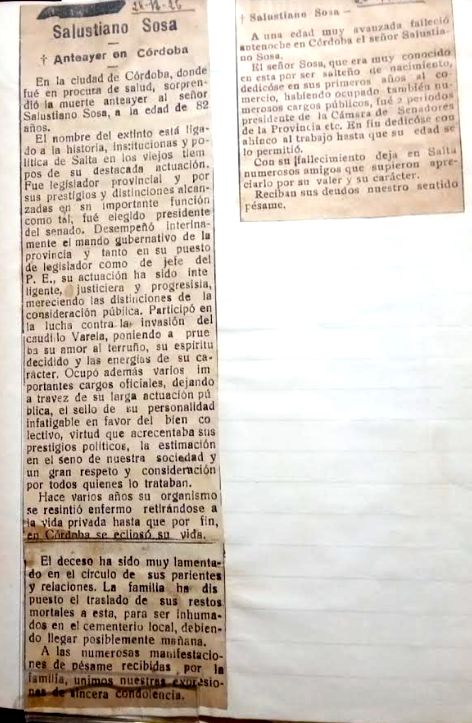 24-12-26
Salustiano Sosa
—
† Anteayer en Córdoba
En la ciudad de Córdoba, donde
fué en procura de salud, sorpren-
dió la muerte anteayer al señor
Salustiano Sosa, a la edad de 82
años.
El nombre del extinto está liga-
do a la historia, institucionas y po-
lítica de Salta en los viejos tiem
pos de su destacada actuación.
Fue legislador provincial y por
sus prestigios y distinciones alcan-
zadas en sn importante función
como tal, fué elegido presidente
del senado. Desempeñó interina-
mente el mando gubernativo de la
provincia y tanto en su puesto
de legislador como de jefe del
P. E., su actuación ha sido inte
ligente, justiciera y progresisia,
mereciendo las distinciones de la
consideración pública. Participó en
la lucha contra la invasión del
caudillo Varela, poniendo a prue
ba su amor al terruño, su espíritu
decidido y las energías de su ca-
rácter. Ocupó además varios im
portantes cargos oficiales, dejando
a travez de su larga actuación pú
blica, el sello de su personalidad
infatigable en favor del bien co
lectivo, virtud que acrecentaba sus
prestigios políticos, la estimación
en el seno de nuestra sociedad y
un gran respeto y consideración
por todos quienes lo trataban.
Hace varios años su organismo
se resintió enfermo retirándose a
la vida privada hasta que por fin,
en Córdoba se eclipsó su vida.
El deceso ha sido muy lamenta-
do en el círculo de sus parientes
y relaciones. La familia ha dis
puesto el traslado de sus restos
mortales a esta, para ser inhuma-
dos en el cementerio local, debien-
do llegar posiblemente mañana.
A las numerosas manifestacio-
nes de pésame recibidas por la
familia, unimos nuestras expresio-
nes de sincera condolencia.
† Salustiano Sosa —
A una edad muy avanzada falleció
antenoche en Córdoba el señor Salustia-
no Sosa.
El señor Sosa, que era muy conocido
en esta por ser salteño de nacimiento,
dedicóse en sus primeros años al co-
mercio, habiendo ocupado también nu-
merosos cargos públicos, fué 2 períodos
presidente de la Cámara de Senadores
de la Provincia etc. En fin dedicóse con
ahinco al trabajo hasta que su edad se
lo permitió.
Con su fallecimiento deja en Salta
numerosos amigos que supieron apre-
ciarlo por su valer y su carácter.
Reciban sus deudos nuestro sentido
pésame.